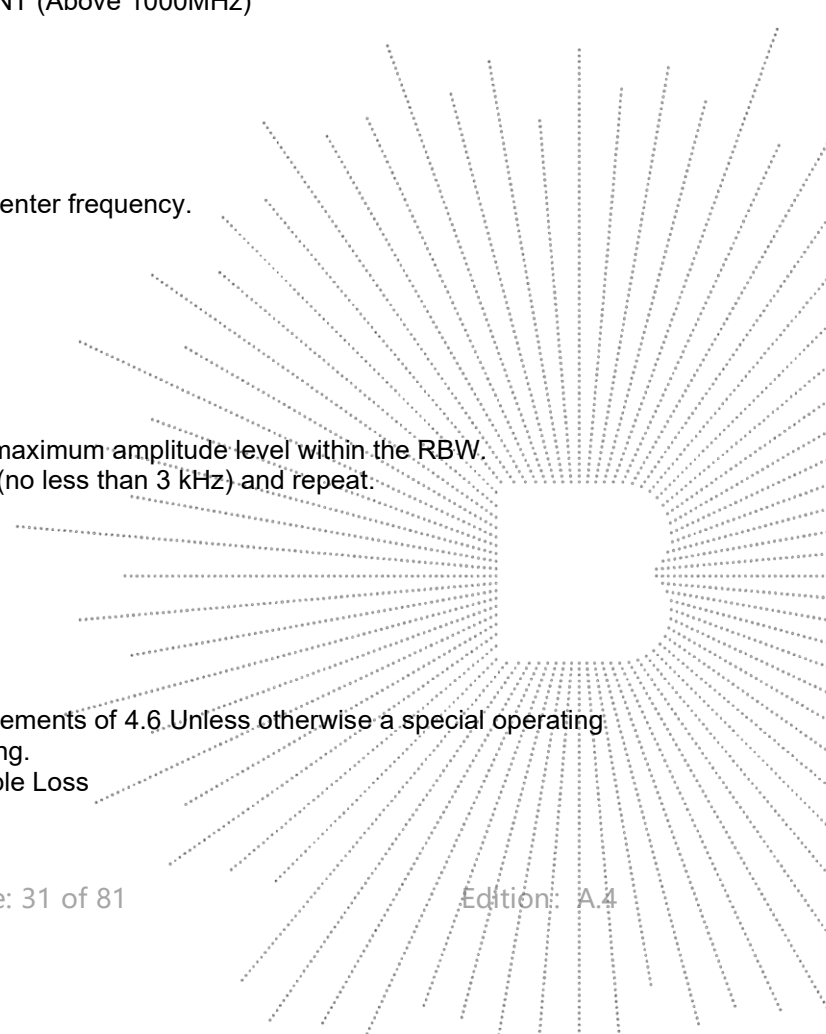 NT (Above 1000MHz)
enter frequency.
maximum amplitude level within the RBW.
(no less than 3 kHz) and repeat.
ements of 4.6 Unless otherwise a special operating
ng.
ole Loss
e: 31 of 81 Edition: A.4